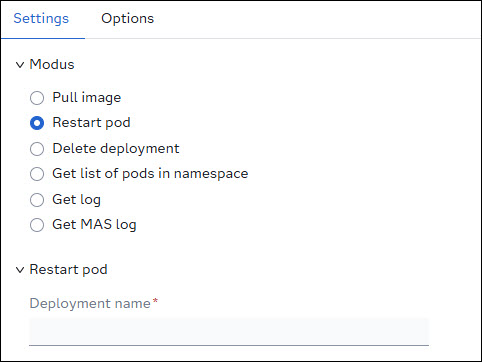 Settings Options
Modus
Pull image
Restart pod
Delete deployment
Get list of pods in namespace
Get log
Get MAS log
Restart pod
Deployment name*